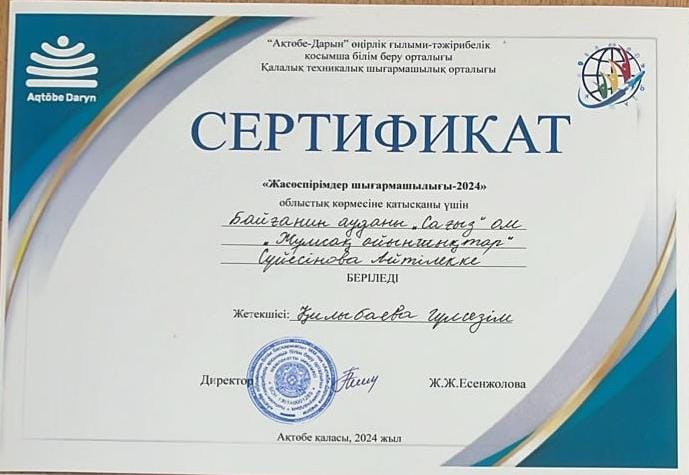 Aqtöbe Daryn
“Ақтөбе-Дарын” өңірлік ғылыми-тәжірибелік
қосымша білім беру орталығы
Қалалық техникалық шығармашылық орталығы
СЕРТИФИКАТ
«Жасөспірімдер шығармашылығы-2024»
облыстық көрмесіне қатысқаны үшін
Байғанин ауданы „Сағыз“ ом
„Жұмсақ ойыншықтар“
Сүйесінова Айтілекке
БЕРІЛЕДІ
Жетекшісі: Қилыбаева Гүлсезім
Директор Ж.Ж.Есенжолова
Ақтөбе қаласы, 2024 жыл